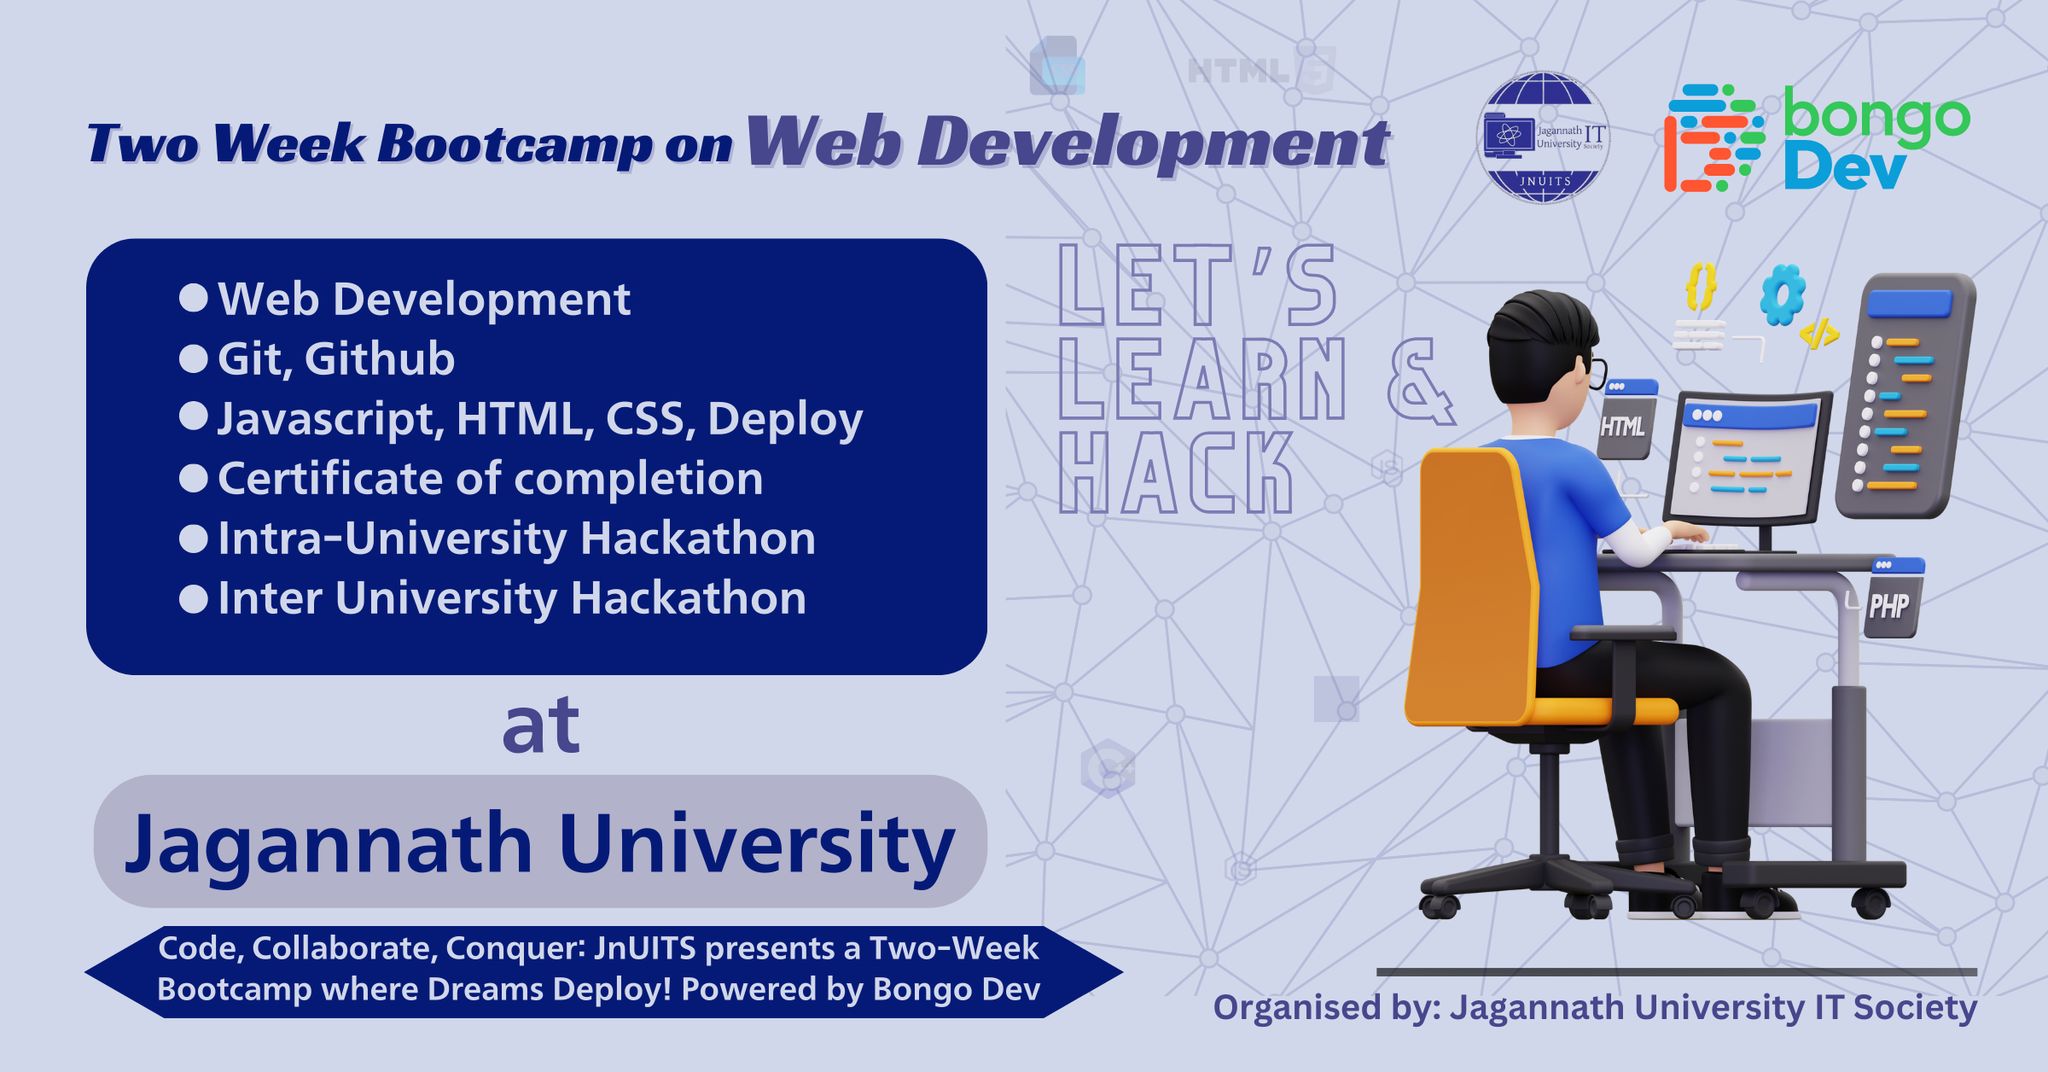 HTML
Two Week Bootcamp on Web Development
Jagannath IT
University Society
JNUITS
bongo
Dev
Web Development
Git, Github
Javascript, HTML, CSS, Deploy
Certificate of completion
Intra-University Hackathon
Inter University Hackathon
LET'S
LEARN &
HACK
JS
HTML
PHP
at
Jagannath University
Code, Collaborate, Conquer: JnUITS presents a Two-Week
Bootcamp where Dreams Deploy! Powered by Bongo Dev
Organised by: Jagannath University IT Society